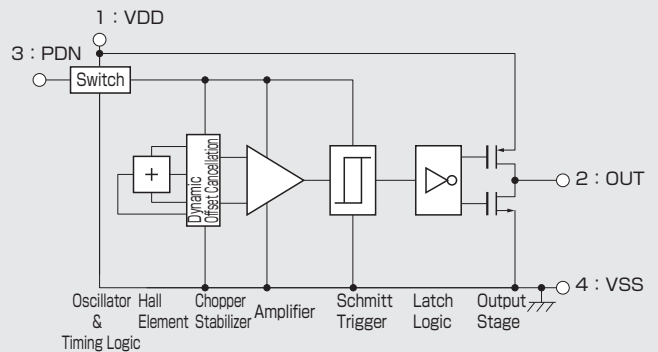 1：VDD
3：PDN
Switch
+
Dynamic
Offset Cancellation
2：OUT
4：VSS
Oscillator
&
Timing Logic
Hall
Element
Chopper
Stabilizer
Amplifier
Schmitt
Trigger
Latch
Logic
Output
Stage